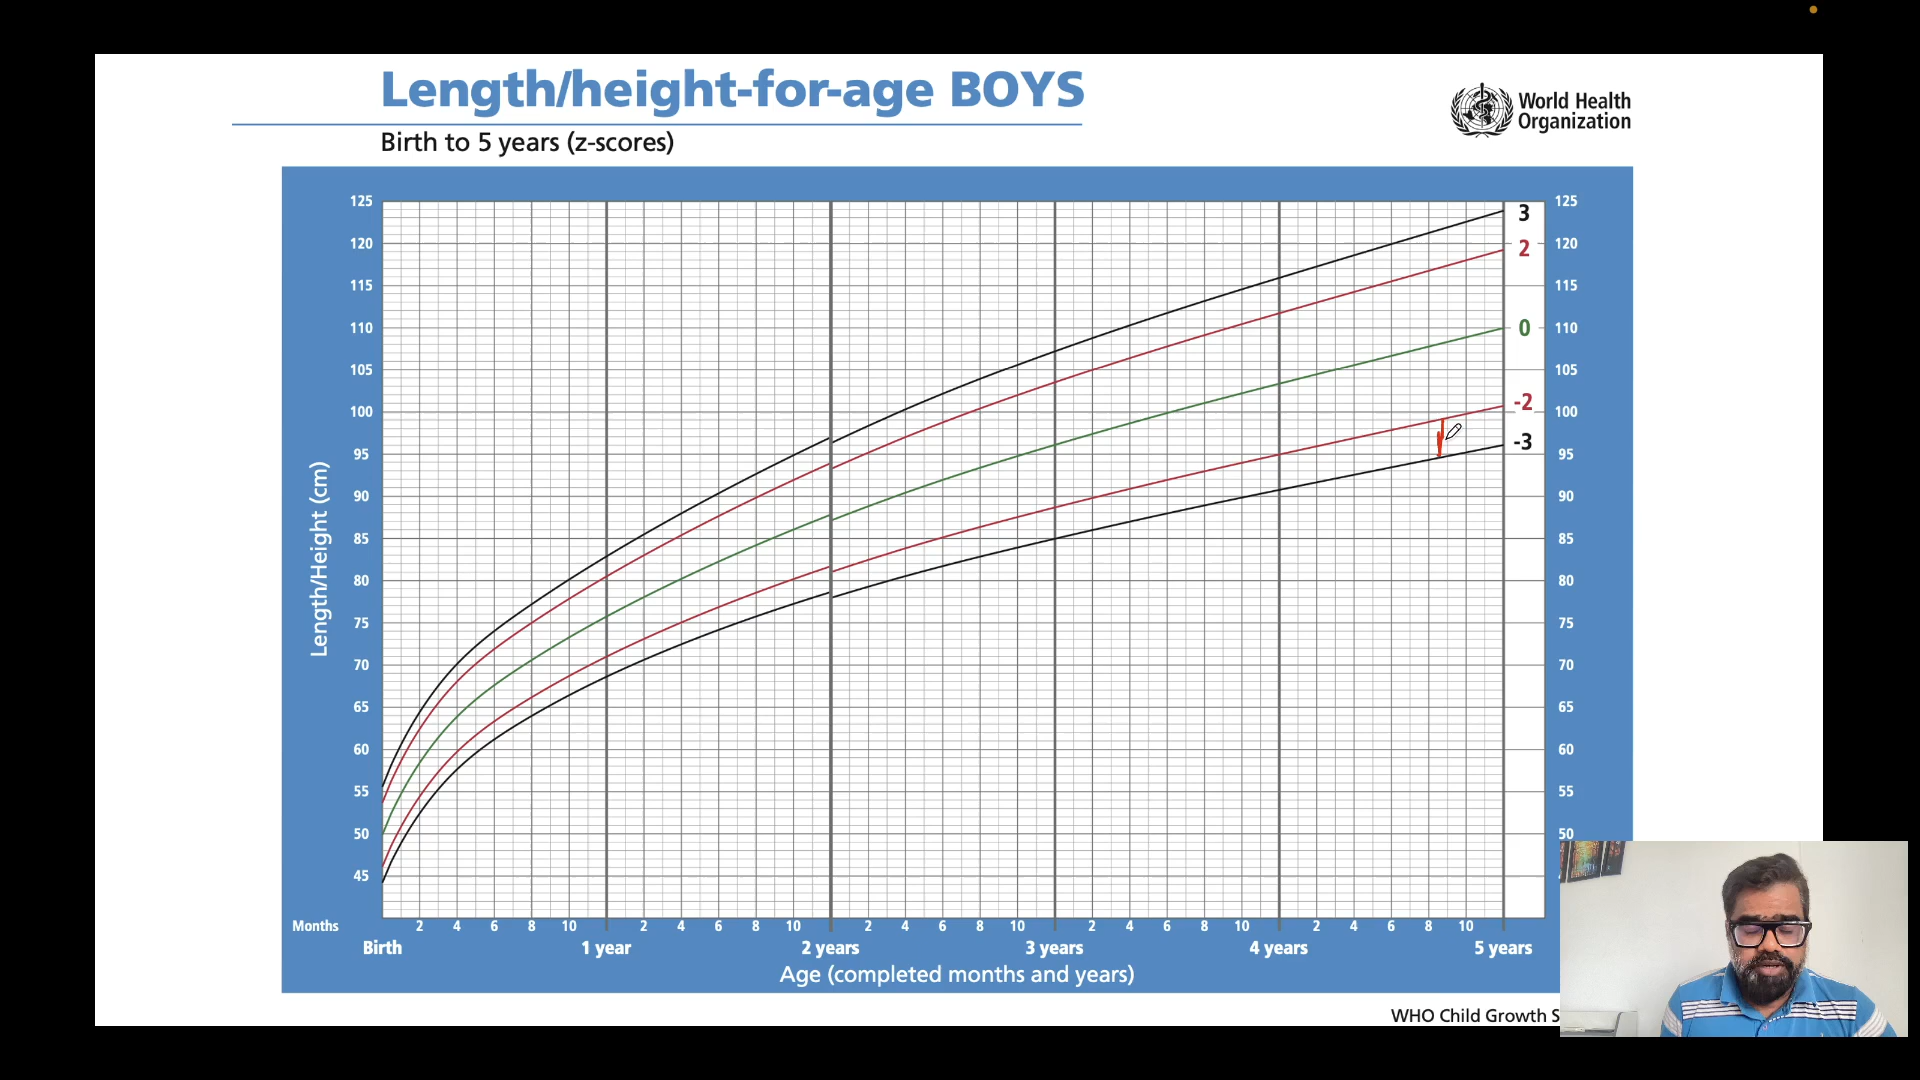 Length/height-for-age BOYS
Birth to 5 years (z-scores)
World Health
Organization
125 125
120 120
115 115
110 110
105 105
100 100
95 95
90 90
85 85
80 80
75 75
70 70
65 65
60 60
55 55
50 50
45
3
2
0
-2
-3
Length/Height (cm)
Months 2 4 6 8 10 2 4 6 8 10 2 4 6 8 10 2 4 6 8 10 2 4 6 8 10
Birth 1 year 2 years 3 years 4 years 5 years
Age (completed months and years)
WHO Child Growth S